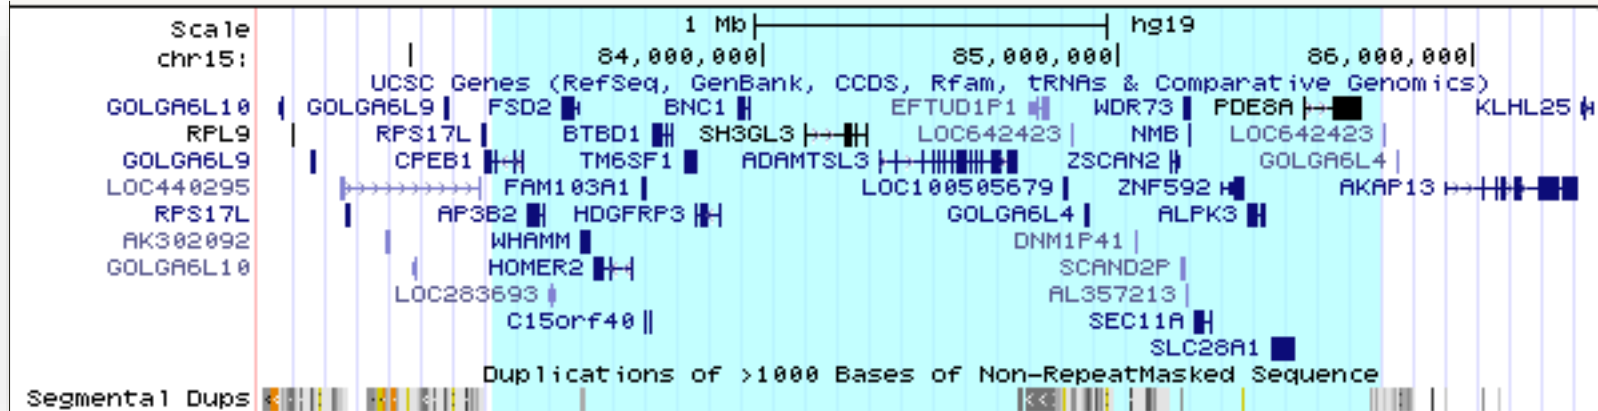 Scale 1 Mb hg19
chr15: 84,000,000 85,000,000 86,000,000
UCSC Genes (RefSeq, GenBank, CCDS, Rfam, tRNAs & Comparative Genomics)
GOLGA6L10 GOLGA6L9 FSD2 BNC1 EFTUD1P1 WDR73 PDE8A KLHL25
RPL9 RPS17L BTBD1 SH3GL3 LOC642423 NMB LOC642423
GOLGA6L9 CPEB1 TM6SF1 ADAMTSL3 ZSCAN2 GOLGA6L4
LOC440295 FAM103A1 LOC100505679 ZNF592 AKAP13
RPS17L AP3B2 HDGFRP3 GOLGA6L4 ALPK3
AK302092 WHAMM DNM1P41
GOLGA6L10 HOMER2 SCAND2P
LOC283693 AL357213
C15orf40 SEC11A
SLC28A1
Duplications of >1000 Bases of Non-RepeatMasked Sequence
Segmental Dups